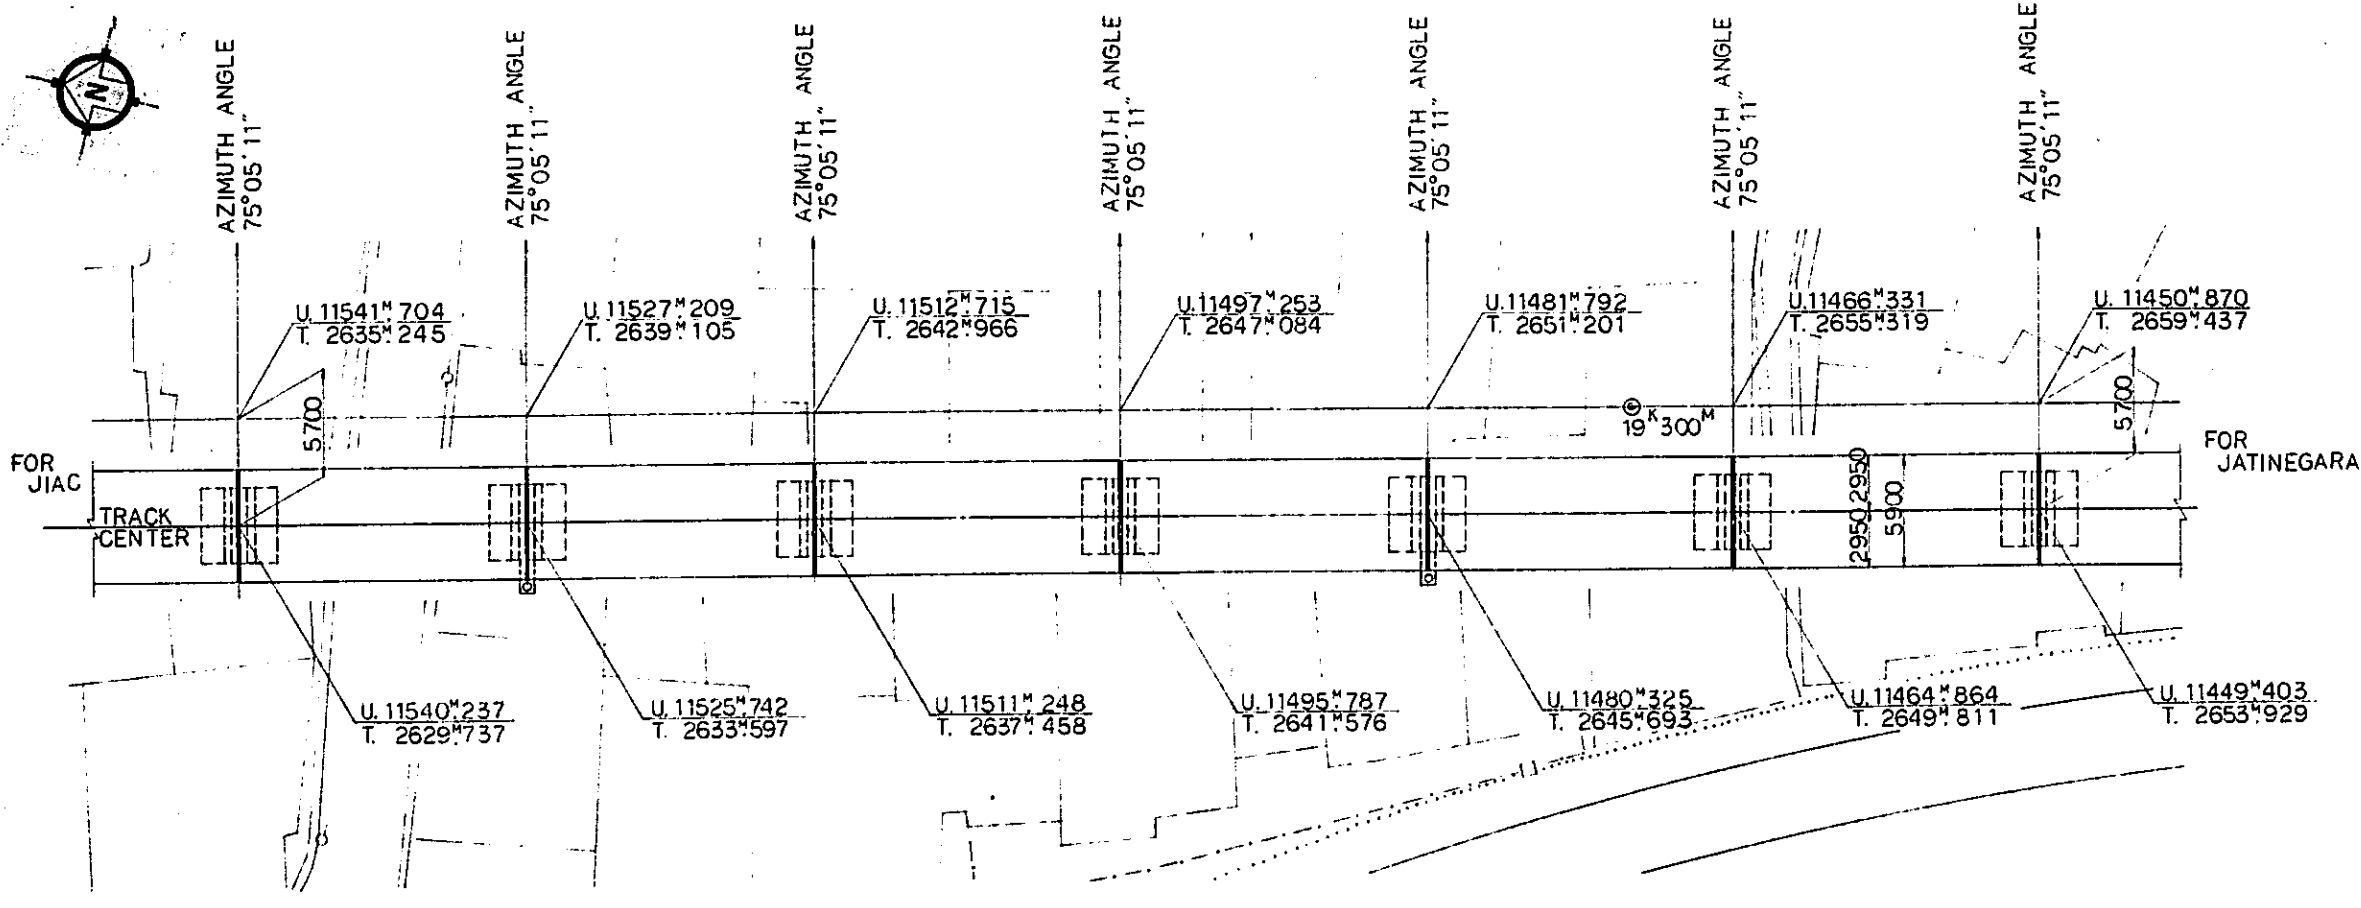 N
AZIMUTH ANGLE
75°05′11″
AZIMUTH ANGLE
75°05′11″
AZIMUTH ANGLE
75°05′11″
AZIMUTH ANGLE
75°05′11″
AZIMUTH ANGLE
75°05′11″
AZIMUTH ANGLE
75°05′11″
AZIMUTH ANGLE
75°05′11″
U. 11541ᴹ.704
T. 2635ᴹ.245
U. 11527ᴹ.209
T. 2639ᴹ.105
U. 11512ᴹ.715
T. 2642ᴹ.966
U. 11497ᴹ.253
T. 2647ᴹ.084
U. 11481ᴹ.792
T. 2651ᴹ.201
U. 11466ᴹ.331
T. 2655ᴹ.319
U. 11450ᴹ.870
T. 2659ᴹ.437
5700
19ᴷ300ᴹ
5700
FOR
JIAC
FOR
JATINEGARA
TRACK
CENTER
2950 2950
5900
U. 11540ᴹ.237
T. 2629ᴹ.737
U. 11525ᴹ.742
T. 2633ᴹ.597
U. 11511ᴹ.248
T. 2637ᴹ.458
U. 11495ᴹ.787
T. 2641ᴹ.576
U. 11480ᴹ.325
T. 2645ᴹ.693
U. 11464ᴹ.864
T. 2649ᴹ.811
U. 11449ᴹ.403
T. 2653ᴹ.929